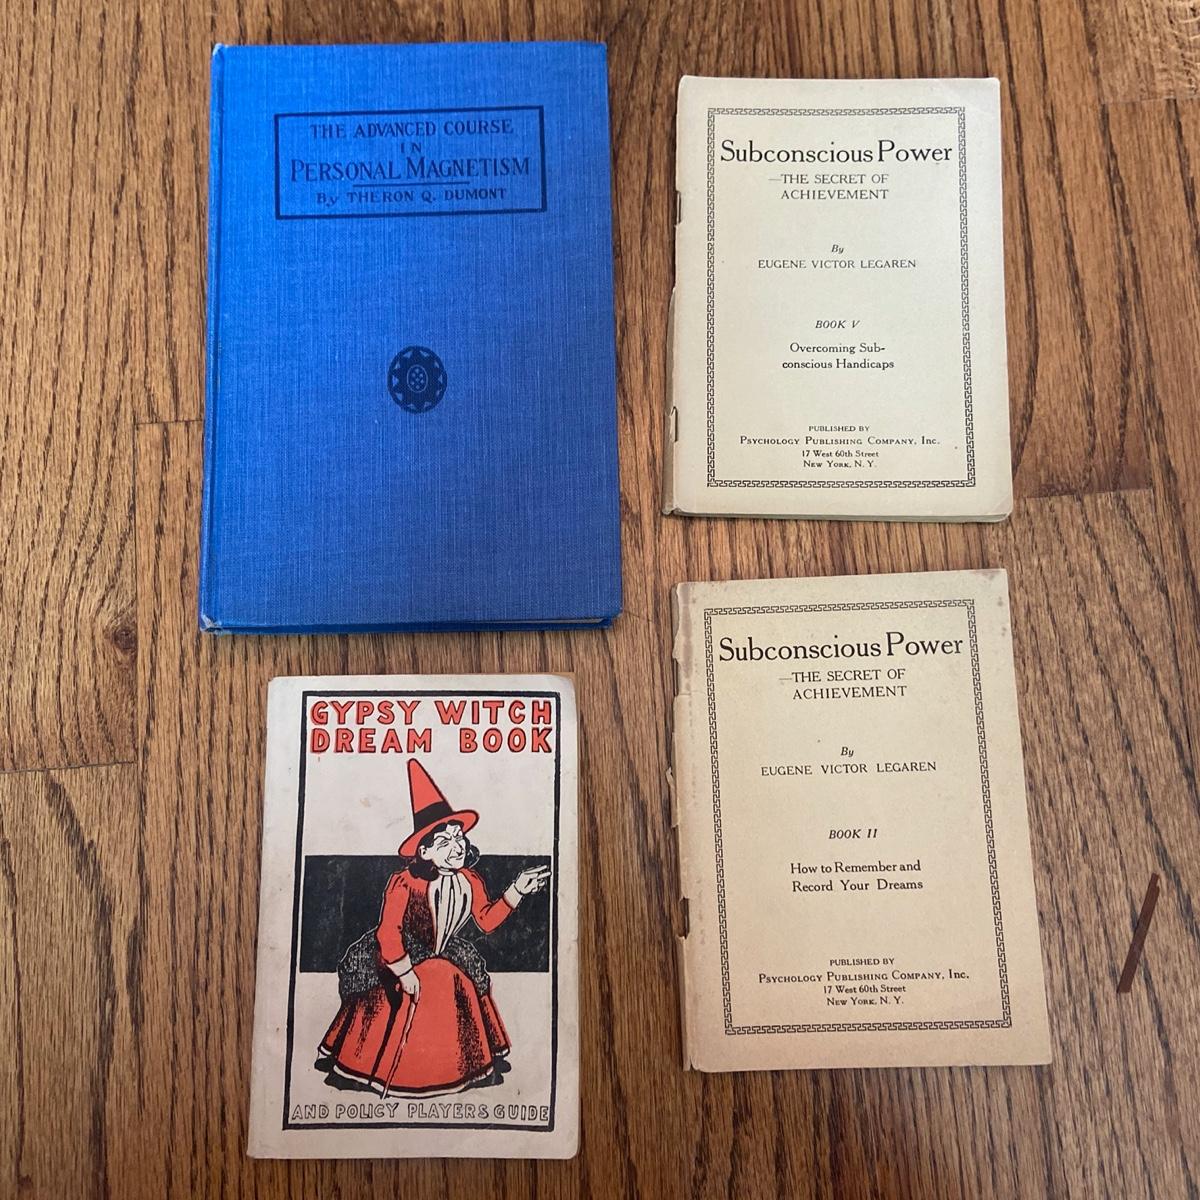 THE ADVANCED COURSE
IN
PERSONAL MAGNETISM
By THERON Q. DUMONT
Subconscious Power
—THE SECRET OF
ACHIEVEMENT
By
EUGENE VICTOR LEGAREN
BOOK V
Overcoming Sub-
conscious Handicaps
PUBLISHED BY
PSYCHOLOGY PUBLISHING COMPANY, INC.
17 West 60th Street
NEW YORK, N. Y.
GYPSY WITCH
DREAM BOOK
AND POLICY PLAYERS GUIDE
Subconscious Power
—THE SECRET OF
ACHIEVEMENT
By
EUGENE VICTOR LEGAREN
BOOK II
How to Remember and
Record Your Dreams
PUBLISHED BY
PSYCHOLOGY PUBLISHING COMPANY, INC.
17 West 60th Street
NEW YORK, N. Y.